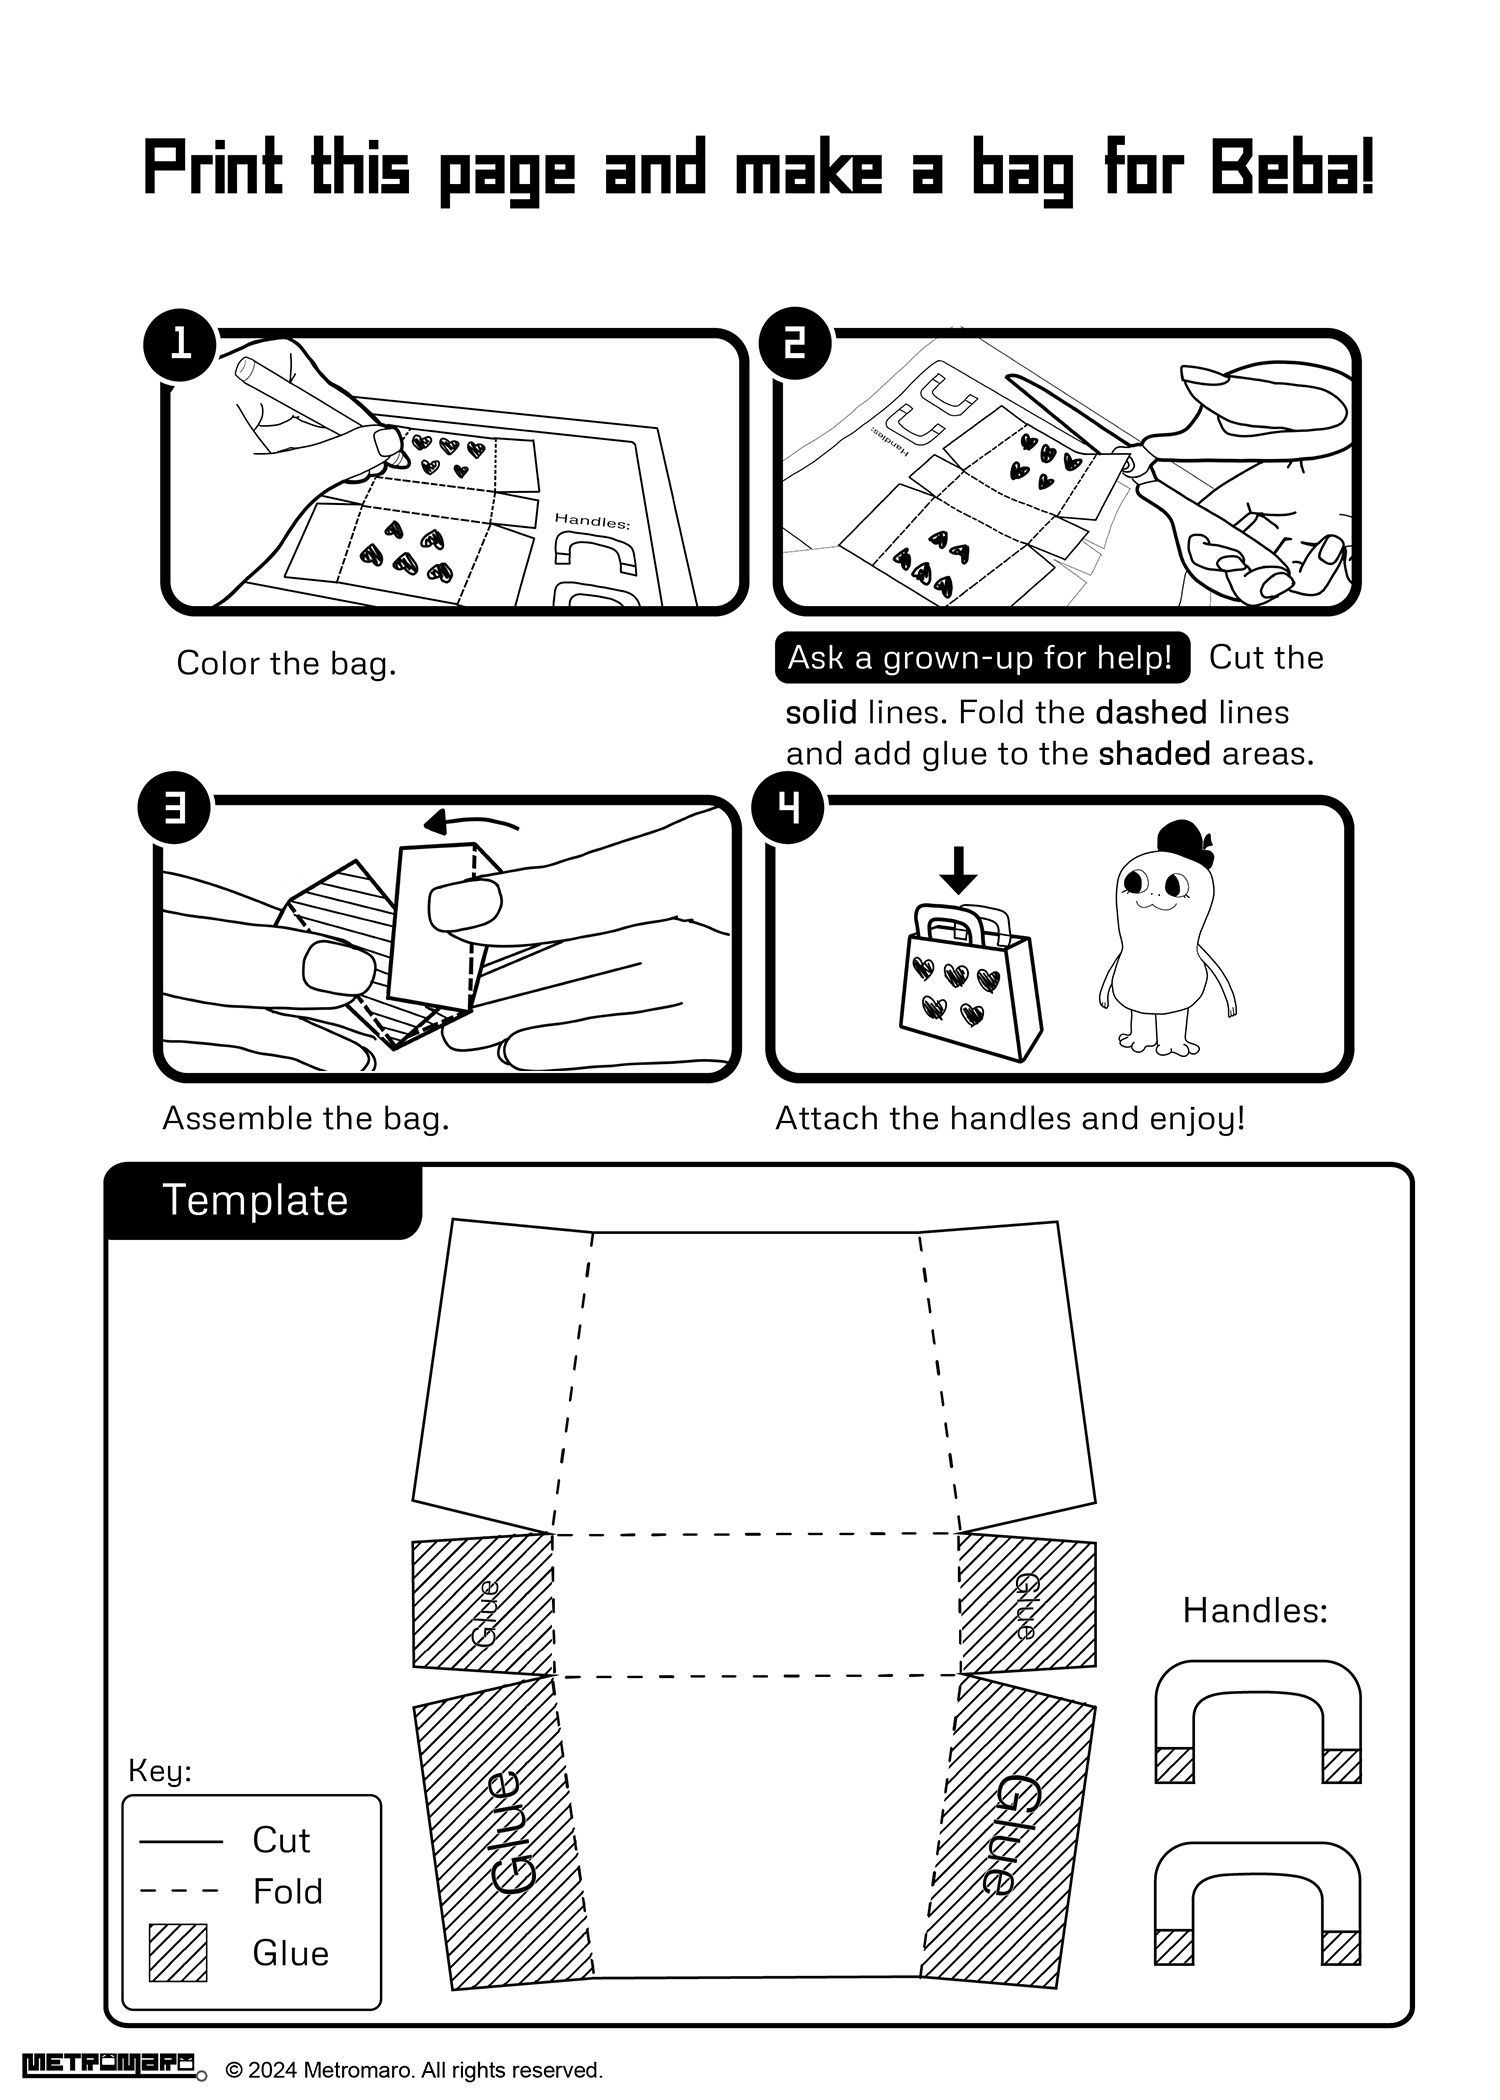 Print this page and make a bag for Beba!
1
Handles:
Color the bag.
2
Handles:
Ask a grown-up for help! Cut the
solid lines. Fold the dashed lines
and add glue to the shaded areas.
3
Assemble the bag.
4
Attach the handles and enjoy!
Template
Glue
Glue
Handles:
Glue
Glue
Key:
Cut
Fold
Glue
METROMARO
© 2024 Metromaro. All rights reserved.